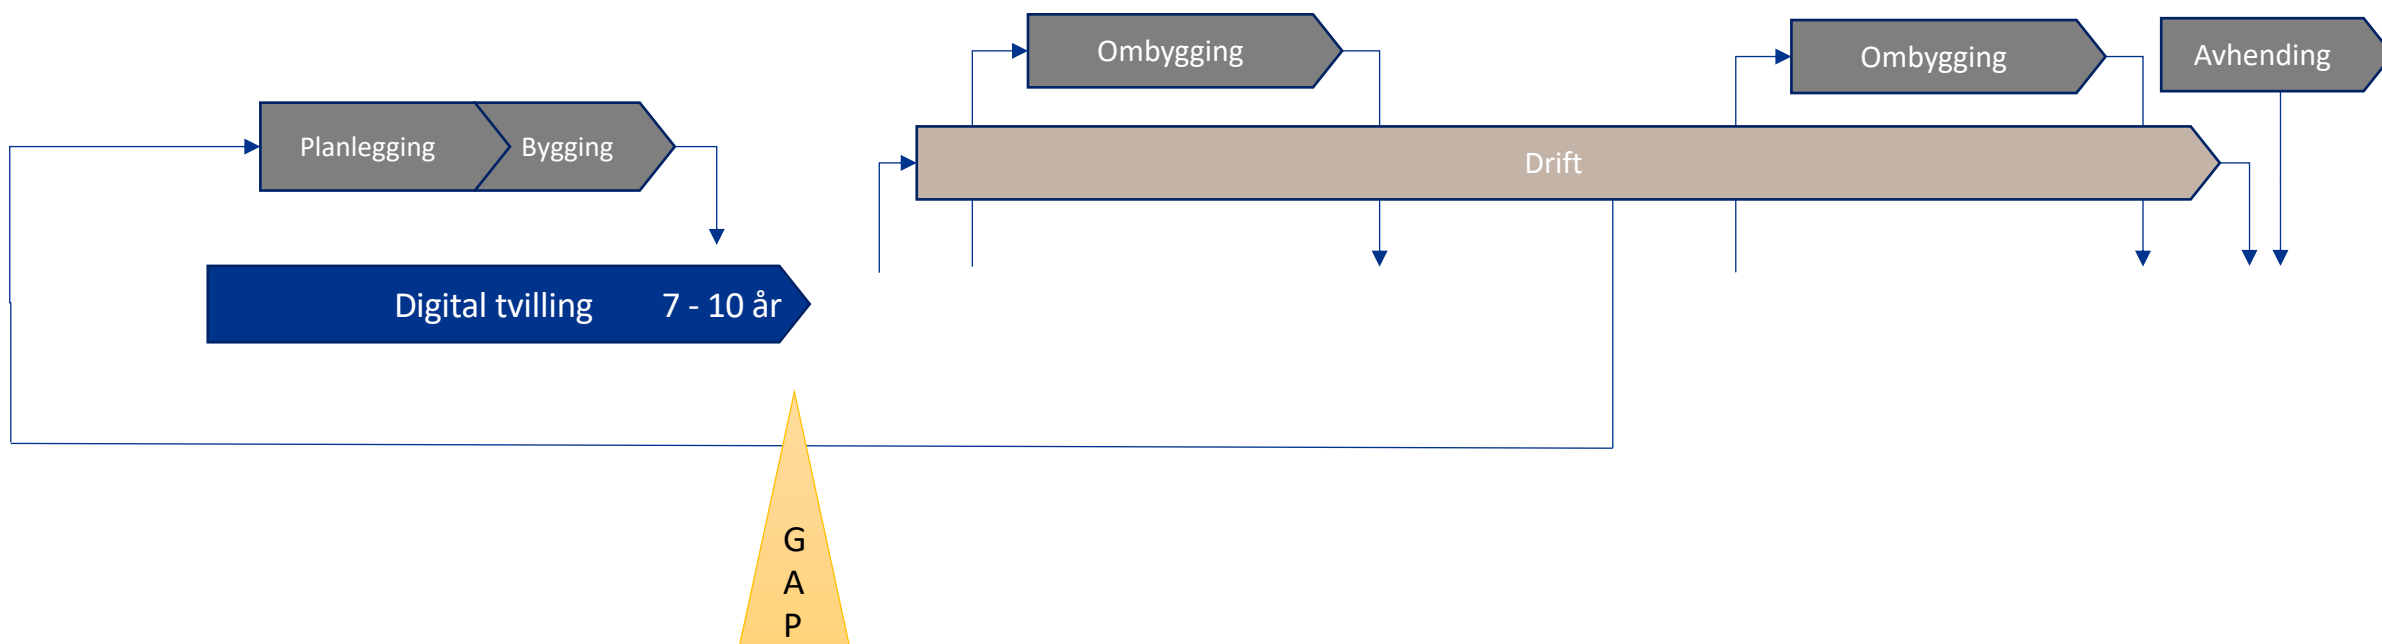 Ombygging
Ombygging
Avhending
Planlegging
Bygging
Drift
Digital tvilling 7 - 10 år
G
A
P